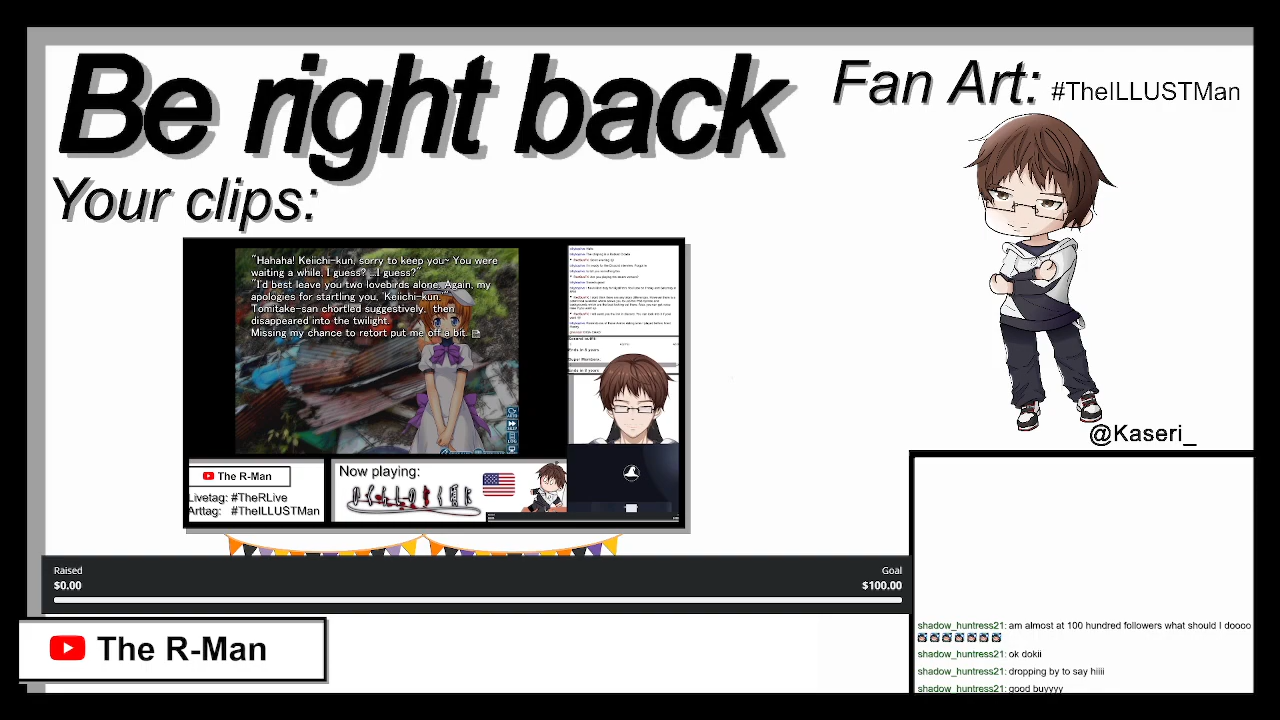 Be right back
Your clips:
Fan Art: #TheILLUSTMan
@Kaseri_
"Hahaha! Keiichi-kun, sorry to keep you~ You were
waiting a while, I guess? ...I guess?"
"I'd best leave you two lovebirds alone. Again, my
apologies for startling you, Keiichi-kun."
Tomitake-san chortled suggestively, then
disappeared into the twilight.
Missing my chance to retort put me off a bit.
The R-Man
Livetag: #TheRLive
Arttag: #TheILLUSTMan
Now playing:
Raised
$0.00
Goal
$100.00
The R-Man
shadow_huntress21: am almost at 100 hundred followers what should I doooo
shadow_huntress21: ok dokii
shadow_huntress21: dropping by to say hiiii
shadow_huntress21: good buyyyy